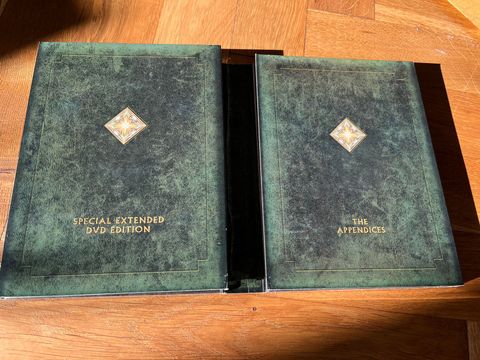 SPECIAL EXTENDED
DVD EDITION
THE
APPENDICES